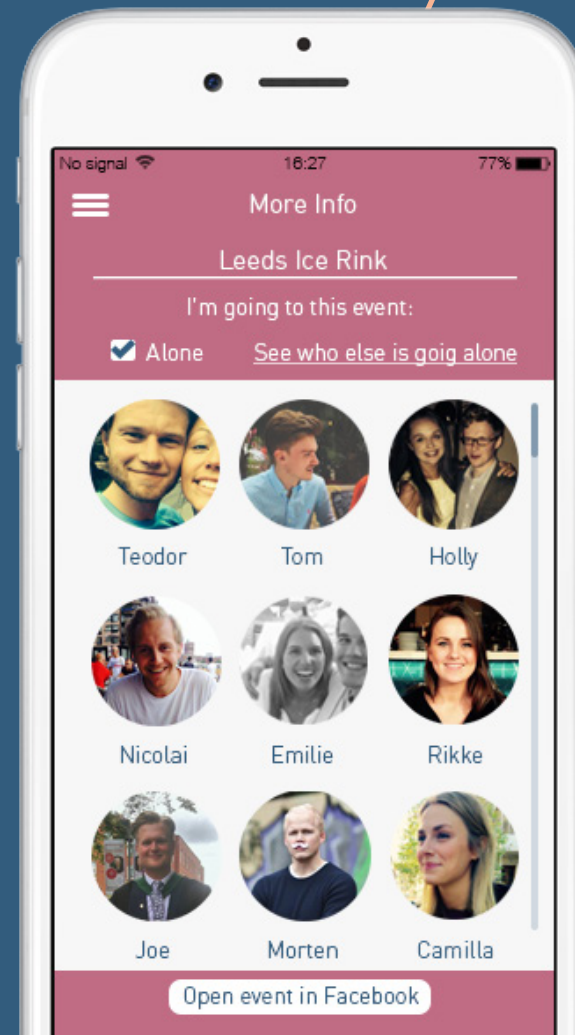 No signal 16:27 77%
More Info
Leeds Ice Rink
I'm going to this event:
Alone See who else is goig alone
Teodor Tom Holly
Nicolai Emilie Rikke
Joe Morten Camilla
Open event in Facebook